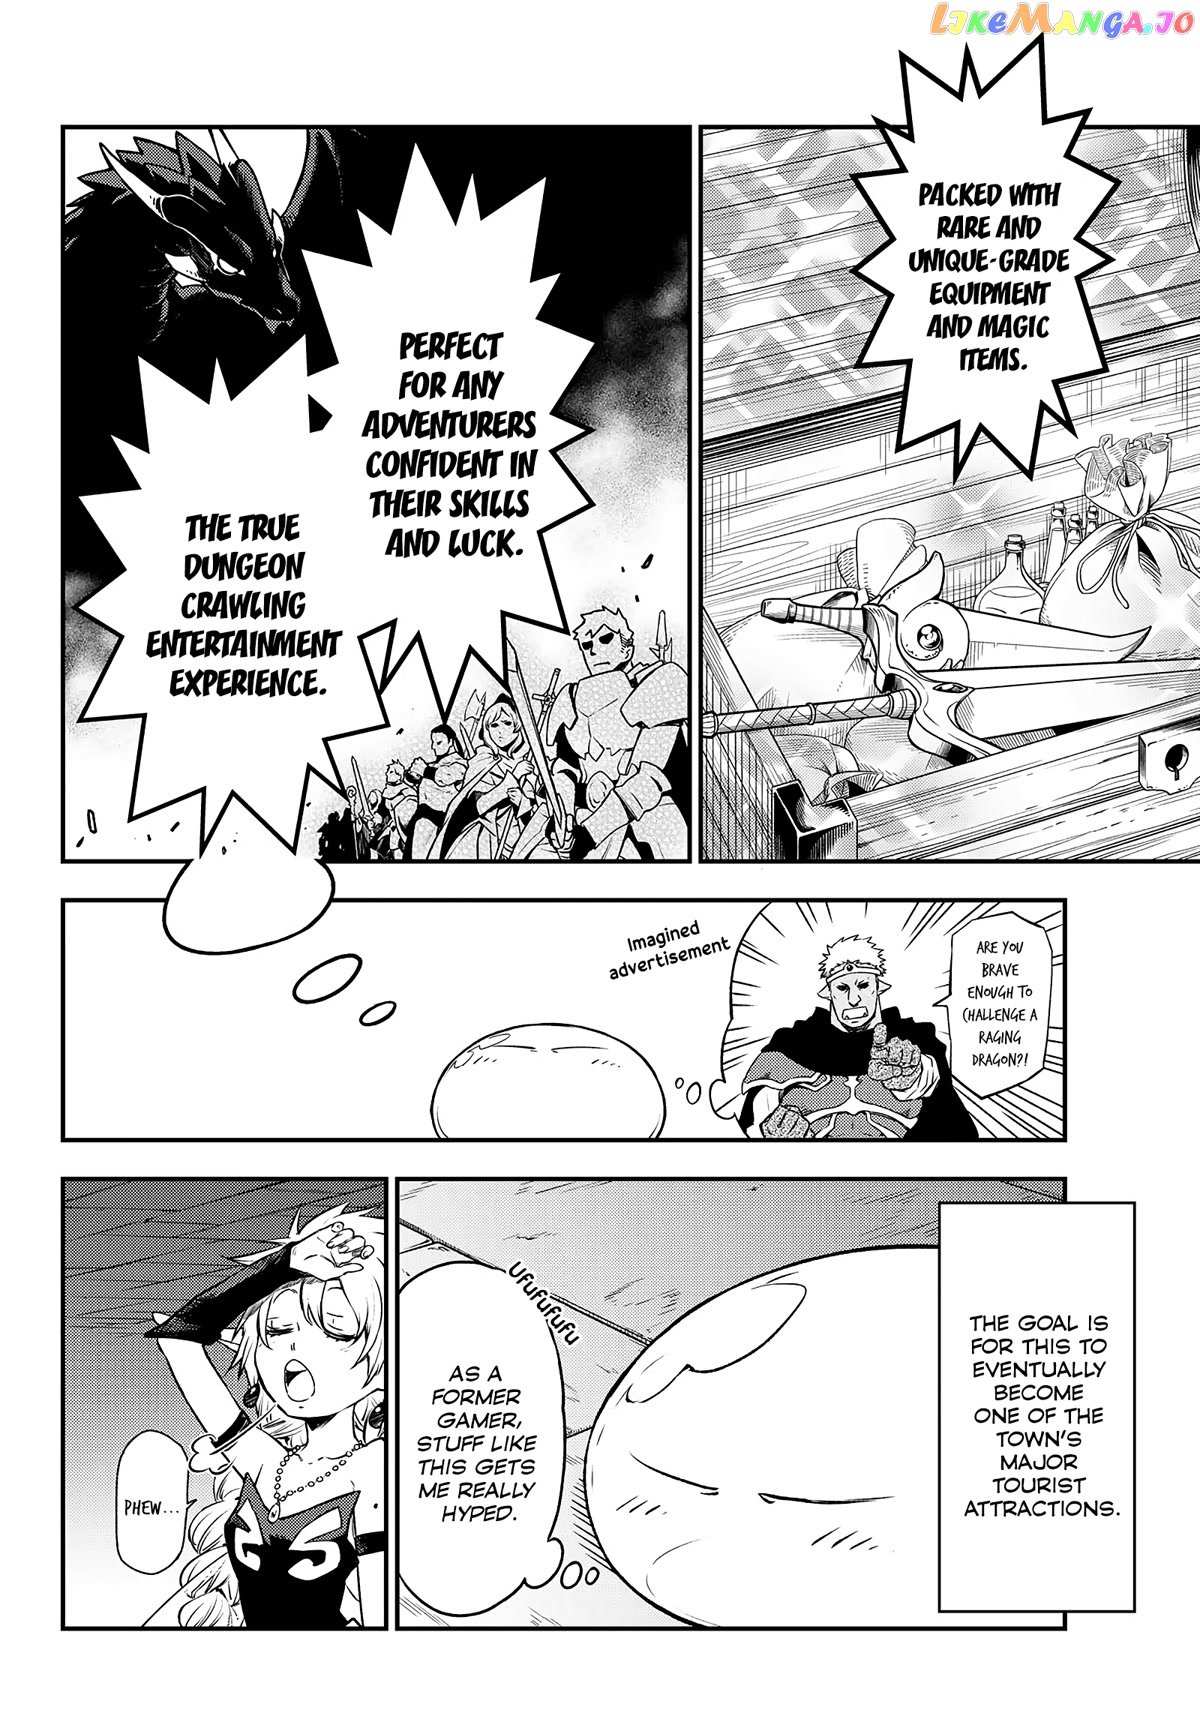 LIKEMANGA.IO
PACKED WITH
RARE AND
UNIQUE-GRADE
EQUIPMENT
AND MAGIC
ITEMS.
PERFECT
FOR ANY
ADVENTURERS
CONFIDENT IN
THEIR SKILLS
AND LUCK.
THE TRUE
DUNGEON
CRAWLING
ENTERTAINMENT
EXPERIENCE.
ARE YOU
BRAVE
ENOUGH TO
CHALLENGE A
RAGING
DRAGON?!
Imagined
advertisement
THE GOAL IS
FOR THIS TO
EVENTUALLY
BECOME
ONE OF THE
TOWN'S
MAJOR
TOURIST
ATTRACTIONS.
Ufufufufu
AS A
FORMER
GAMER,
STUFF LIKE
THIS GETS
ME REALLY
HYPED.
PHEW...